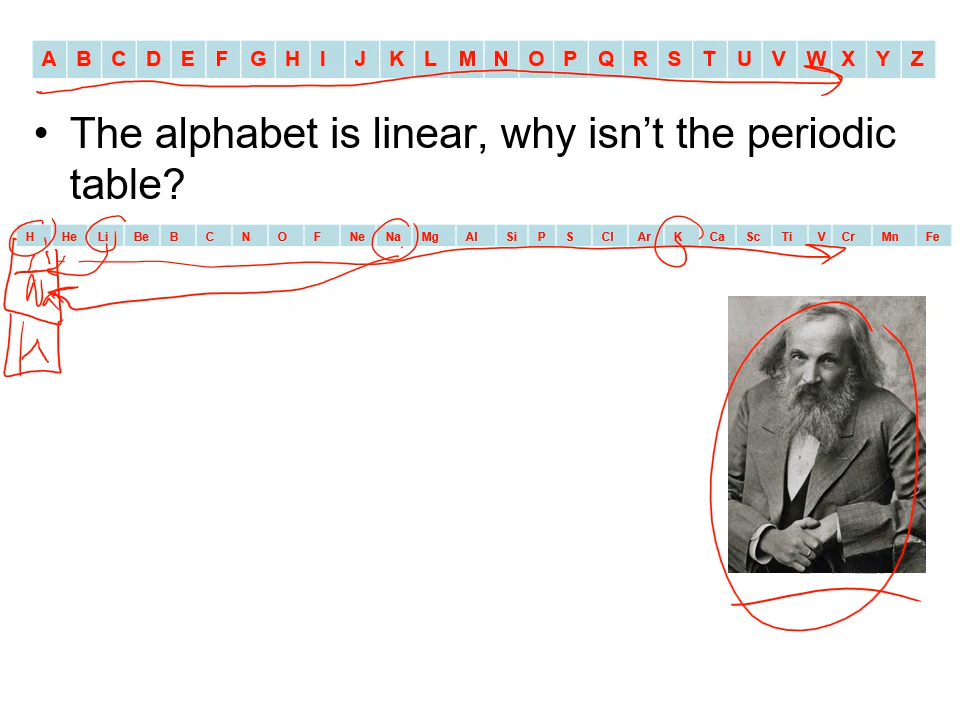 A B C D E F G H I J K L M N O P Q R S T U V W X Y Z
• The alphabet is linear, why isn’t the periodic
table?
H He Li Be B C N O F Ne Na Mg Al Si P S Cl Ar K Ca Sc Ti V Cr Mn Fe
Na